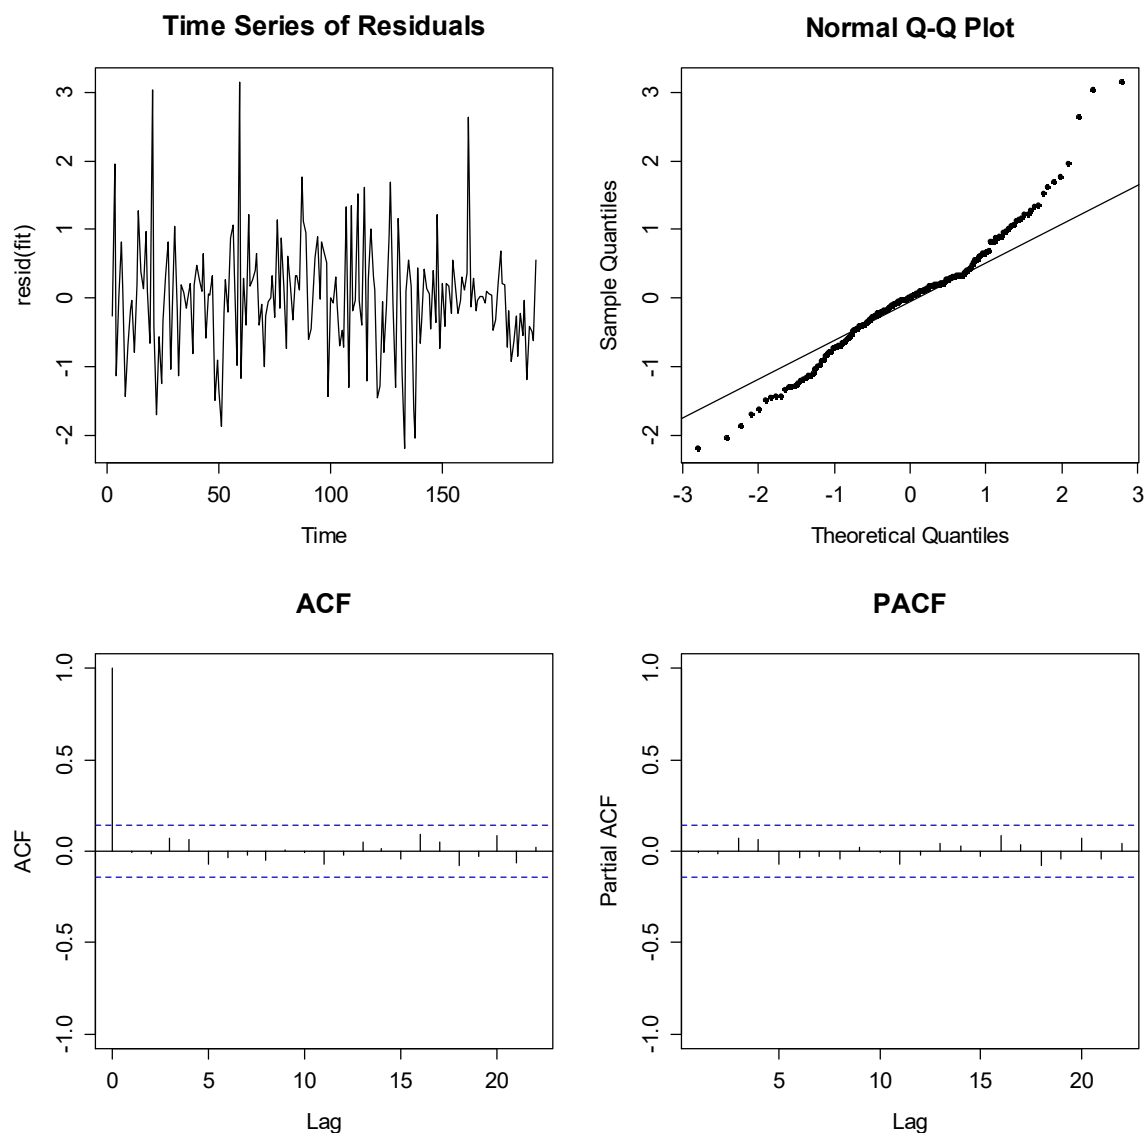 Time Series of Residuals
resid(fit)
3
2
1
0
-1
-2
0 50 100 150
Time
Normal Q-Q Plot
Sample Quantiles
3
2
1
0
-1
-2
-3 -2 -1 0 1 2 3
Theoretical Quantiles
ACF
ACF
1.0
0.5
0.0
-0.5
-1.0
0 5 10 15 20
Lag
PACF
Partial ACF
1.0
0.5
0.0
-0.5
-1.0
5 10 15 20
Lag